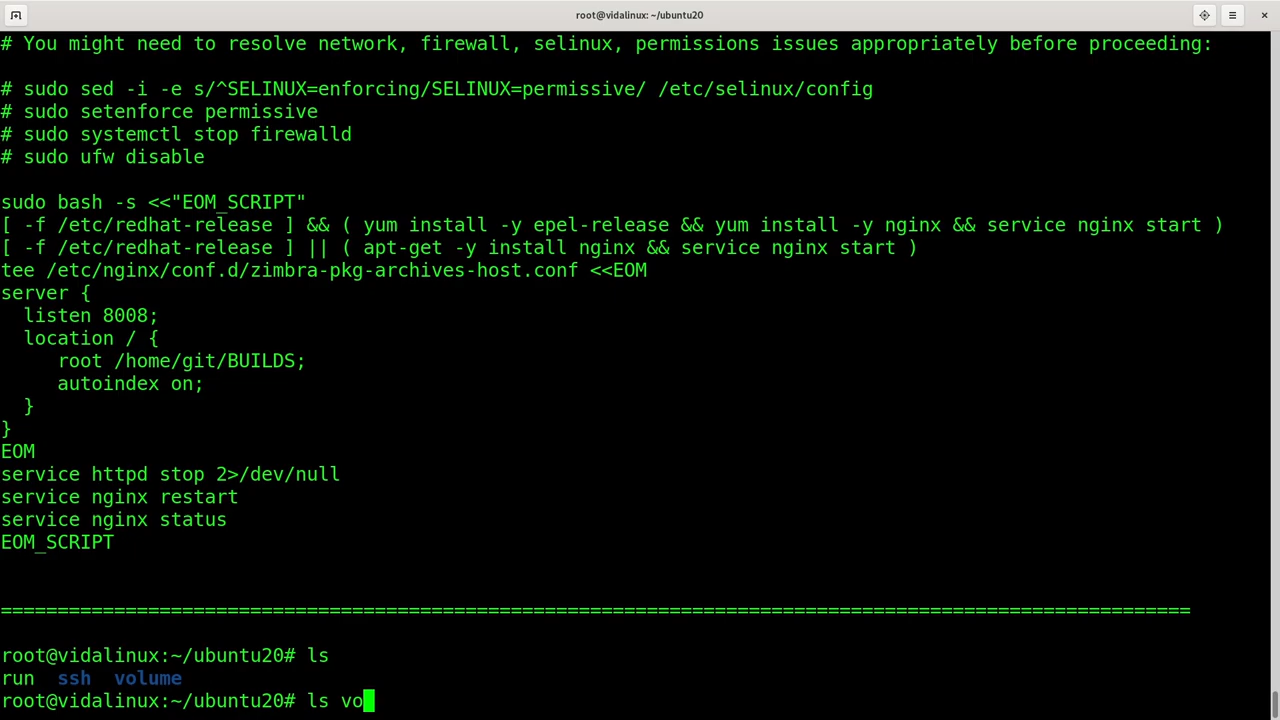 root@vidalinux: ~/ubuntu20
# You might need to resolve network, firewall, selinux, permissions issues appropriately before proceeding:
# sudo sed -i -e s/^SELINUX=enforcing/SELINUX=permissive/ /etc/selinux/config
# sudo setenforce permissive
# sudo systemctl stop firewalld
# sudo ufw disable
sudo bash -s <<"EOM_SCRIPT"
[ -f /etc/redhat-release ] && ( yum install -y epel-release && yum install -y nginx && service nginx start )
[ -f /etc/redhat-release ] || ( apt-get -y install nginx && service nginx start )
tee /etc/nginx/conf.d/zimbra-pkg-archives-host.conf <<EOM
server {
  listen 8008;
  location / {
     root /home/git/BUILDS;
     autoindex on;
  }
}
EOM
service httpd stop 2>/dev/null
service nginx restart
service nginx status
EOM_SCRIPT
=========================================================================================================
root@vidalinux:~/ubuntu20# ls
run  ssh  volume
root@vidalinux:~/ubuntu20# ls vo